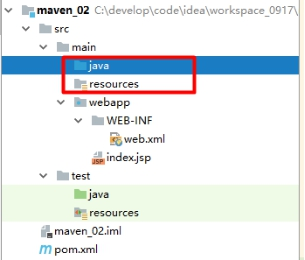 maven_02 C:\develop\code\idea\workspace_0917\
src
main
java
resources
webapp
WEB-INF
web.xml
JSP index.jsp
test
java
resources
maven_02.iml
m pom.xml